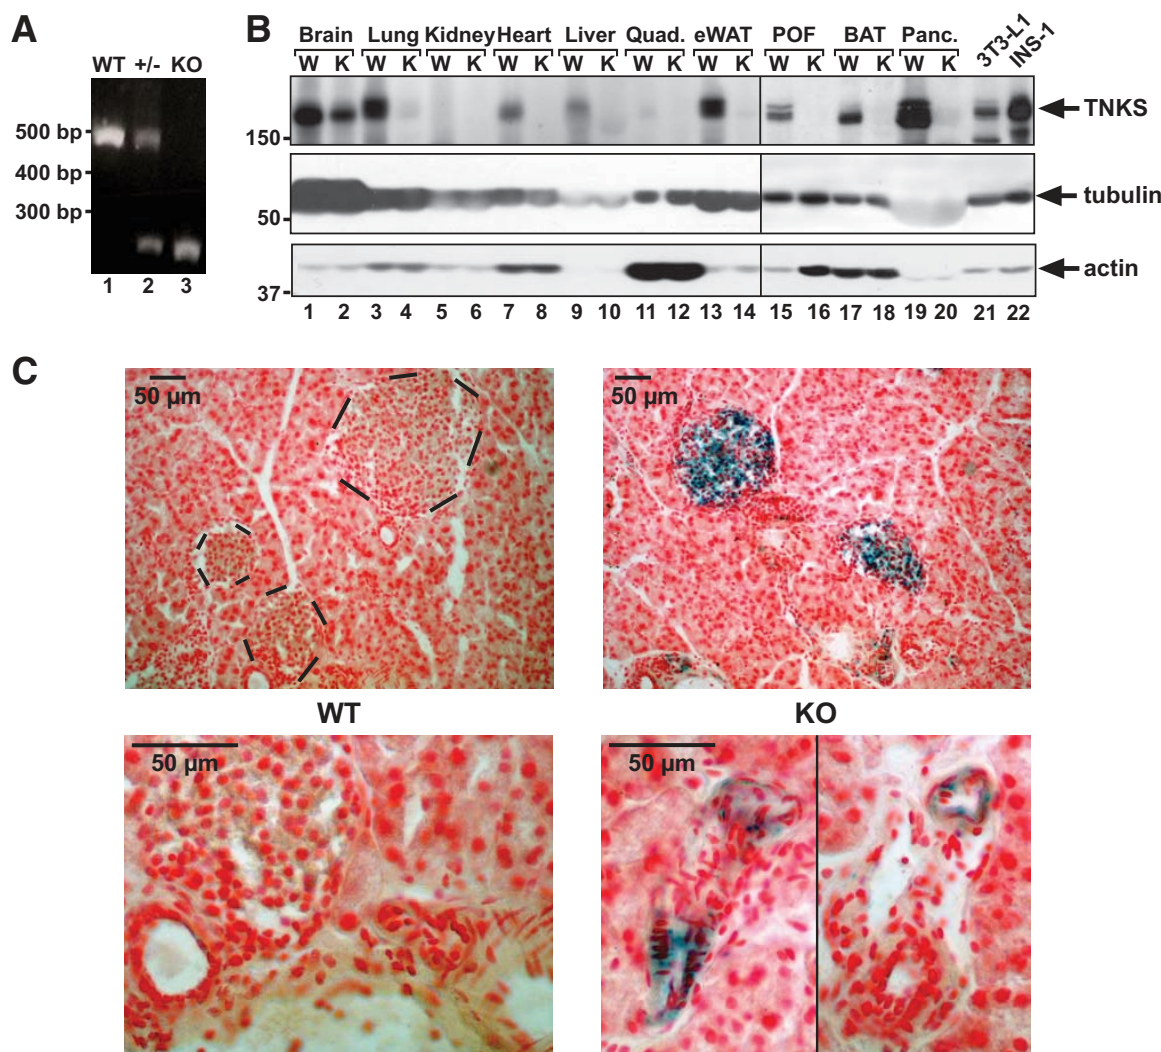 A
WT +/- KO
500 bp
400 bp
300 bp
1 2 3
B
Brain Lung Kidney Heart Liver Quad. eWAT POF BAT Panc. 3T3-L1 INS-1
W K W K W K W K W K W K W K W K W K W K
TNKS
150
tubulin
50
actin
37
1 2 3 4 5 6 7 8 9 10 11 12 13 14 15 16 17 18 19 20 21 22
C
50 µm
50 µm
WT
KO
50 µm
50 µm